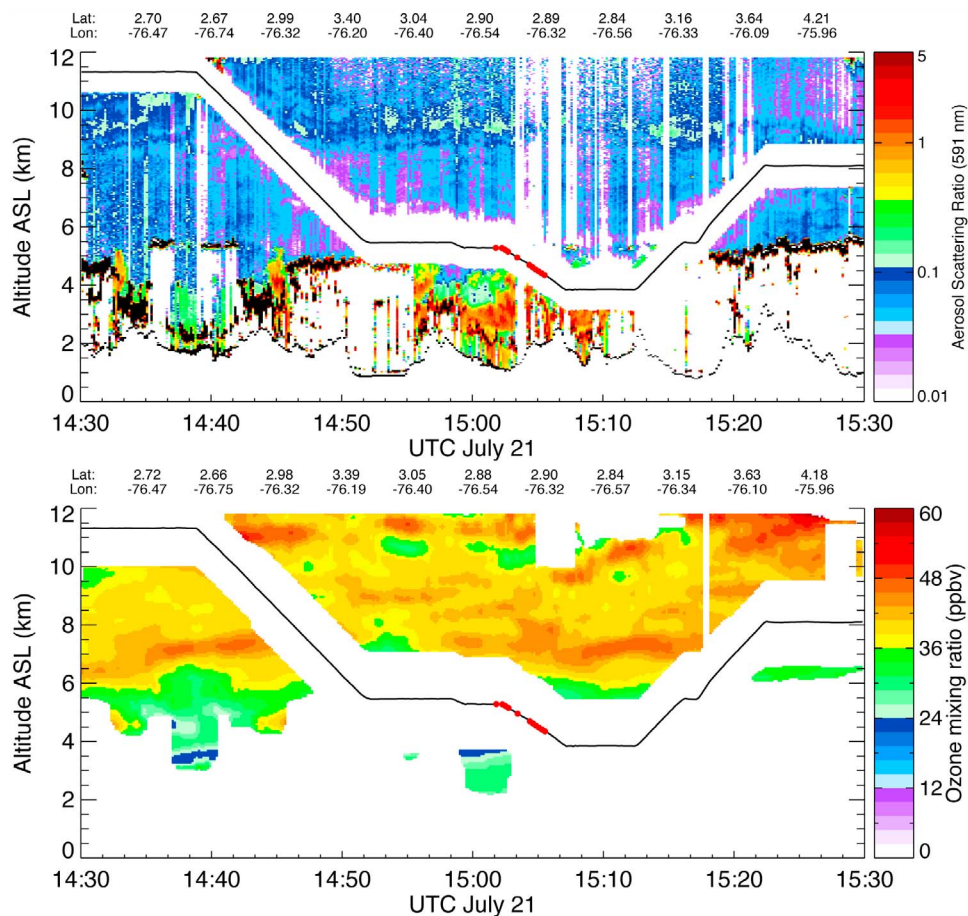 Lat: 2.70 2.67 2.99 3.40 3.04 2.90 2.89 2.84 3.16 3.64 4.21
Lon: -76.47 -76.74 -76.32 -76.20 -76.40 -76.54 -76.32 -76.56 -76.33 -76.09 -75.96
12
10
8
6
4
2
0
Altitude ASL (km)
14:30 14:40 14:50 15:00 15:10 15:20 15:30
UTC July 21
5
1
0.10
0.01
Aerosol Scattering Ratio (591 nm)
Lat: 2.72 2.66 2.98 3.39 3.05 2.88 2.90 2.84 3.15 3.63 4.18
Lon: -76.47 -76.75 -76.32 -76.19 -76.40 -76.54 -76.32 -76.57 -76.34 -76.10 -75.96
12
10
8
6
4
2
0
Altitude ASL (km)
14:30 14:40 14:50 15:00 15:10 15:20 15:30
UTC July 21
60
48
36
24
12
0
Ozone mixing ratio (ppbv)